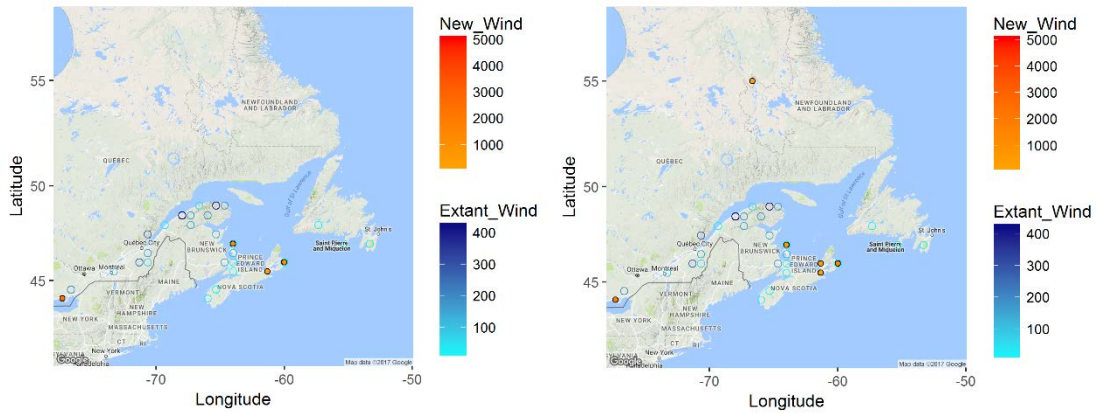 New_Wind
5000
4000
3000
2000
1000
Extant_Wind
400
300
200
100
55
50
45
Latitude
-70
-60
-50
Longitude
NEWFOUNDLAND
AND LABRADOR
QUÉBEC
Gulf of St Lawrence
St. Johns
Saint Pierre
and Miquelon
Québec City
NEW
BRUNSWICK
PRINCE
EDWARD
ISLAND
Ottawa
Montreal
MAINE
NOVA SCOTIA
VERMONT
NEW
HAMPSHIRE
NEW YORK
MASSACHUSETTS
CT
RI
New York
Google
Map data ©2017 Google
New_Wind
5000
4000
3000
2000
1000
Extant_Wind
400
300
200
100
55
50
45
Latitude
-70
-60
-50
Longitude
NEWFOUNDLAND
AND LABRADOR
QUÉBEC
Gulf of St Lawrence
St. Johns
Saint Pierre
and Miquelon
Québec City
NEW
BRUNSWICK
PRINCE
EDWARD
ISLAND
Ottawa
Montreal
MAINE
NOVA SCOTIA
VERMONT
NEW
HAMPSHIRE
NEW YORK
MASSACHUSETTS
CT
RI
New York
Google
Map data ©2017 Google